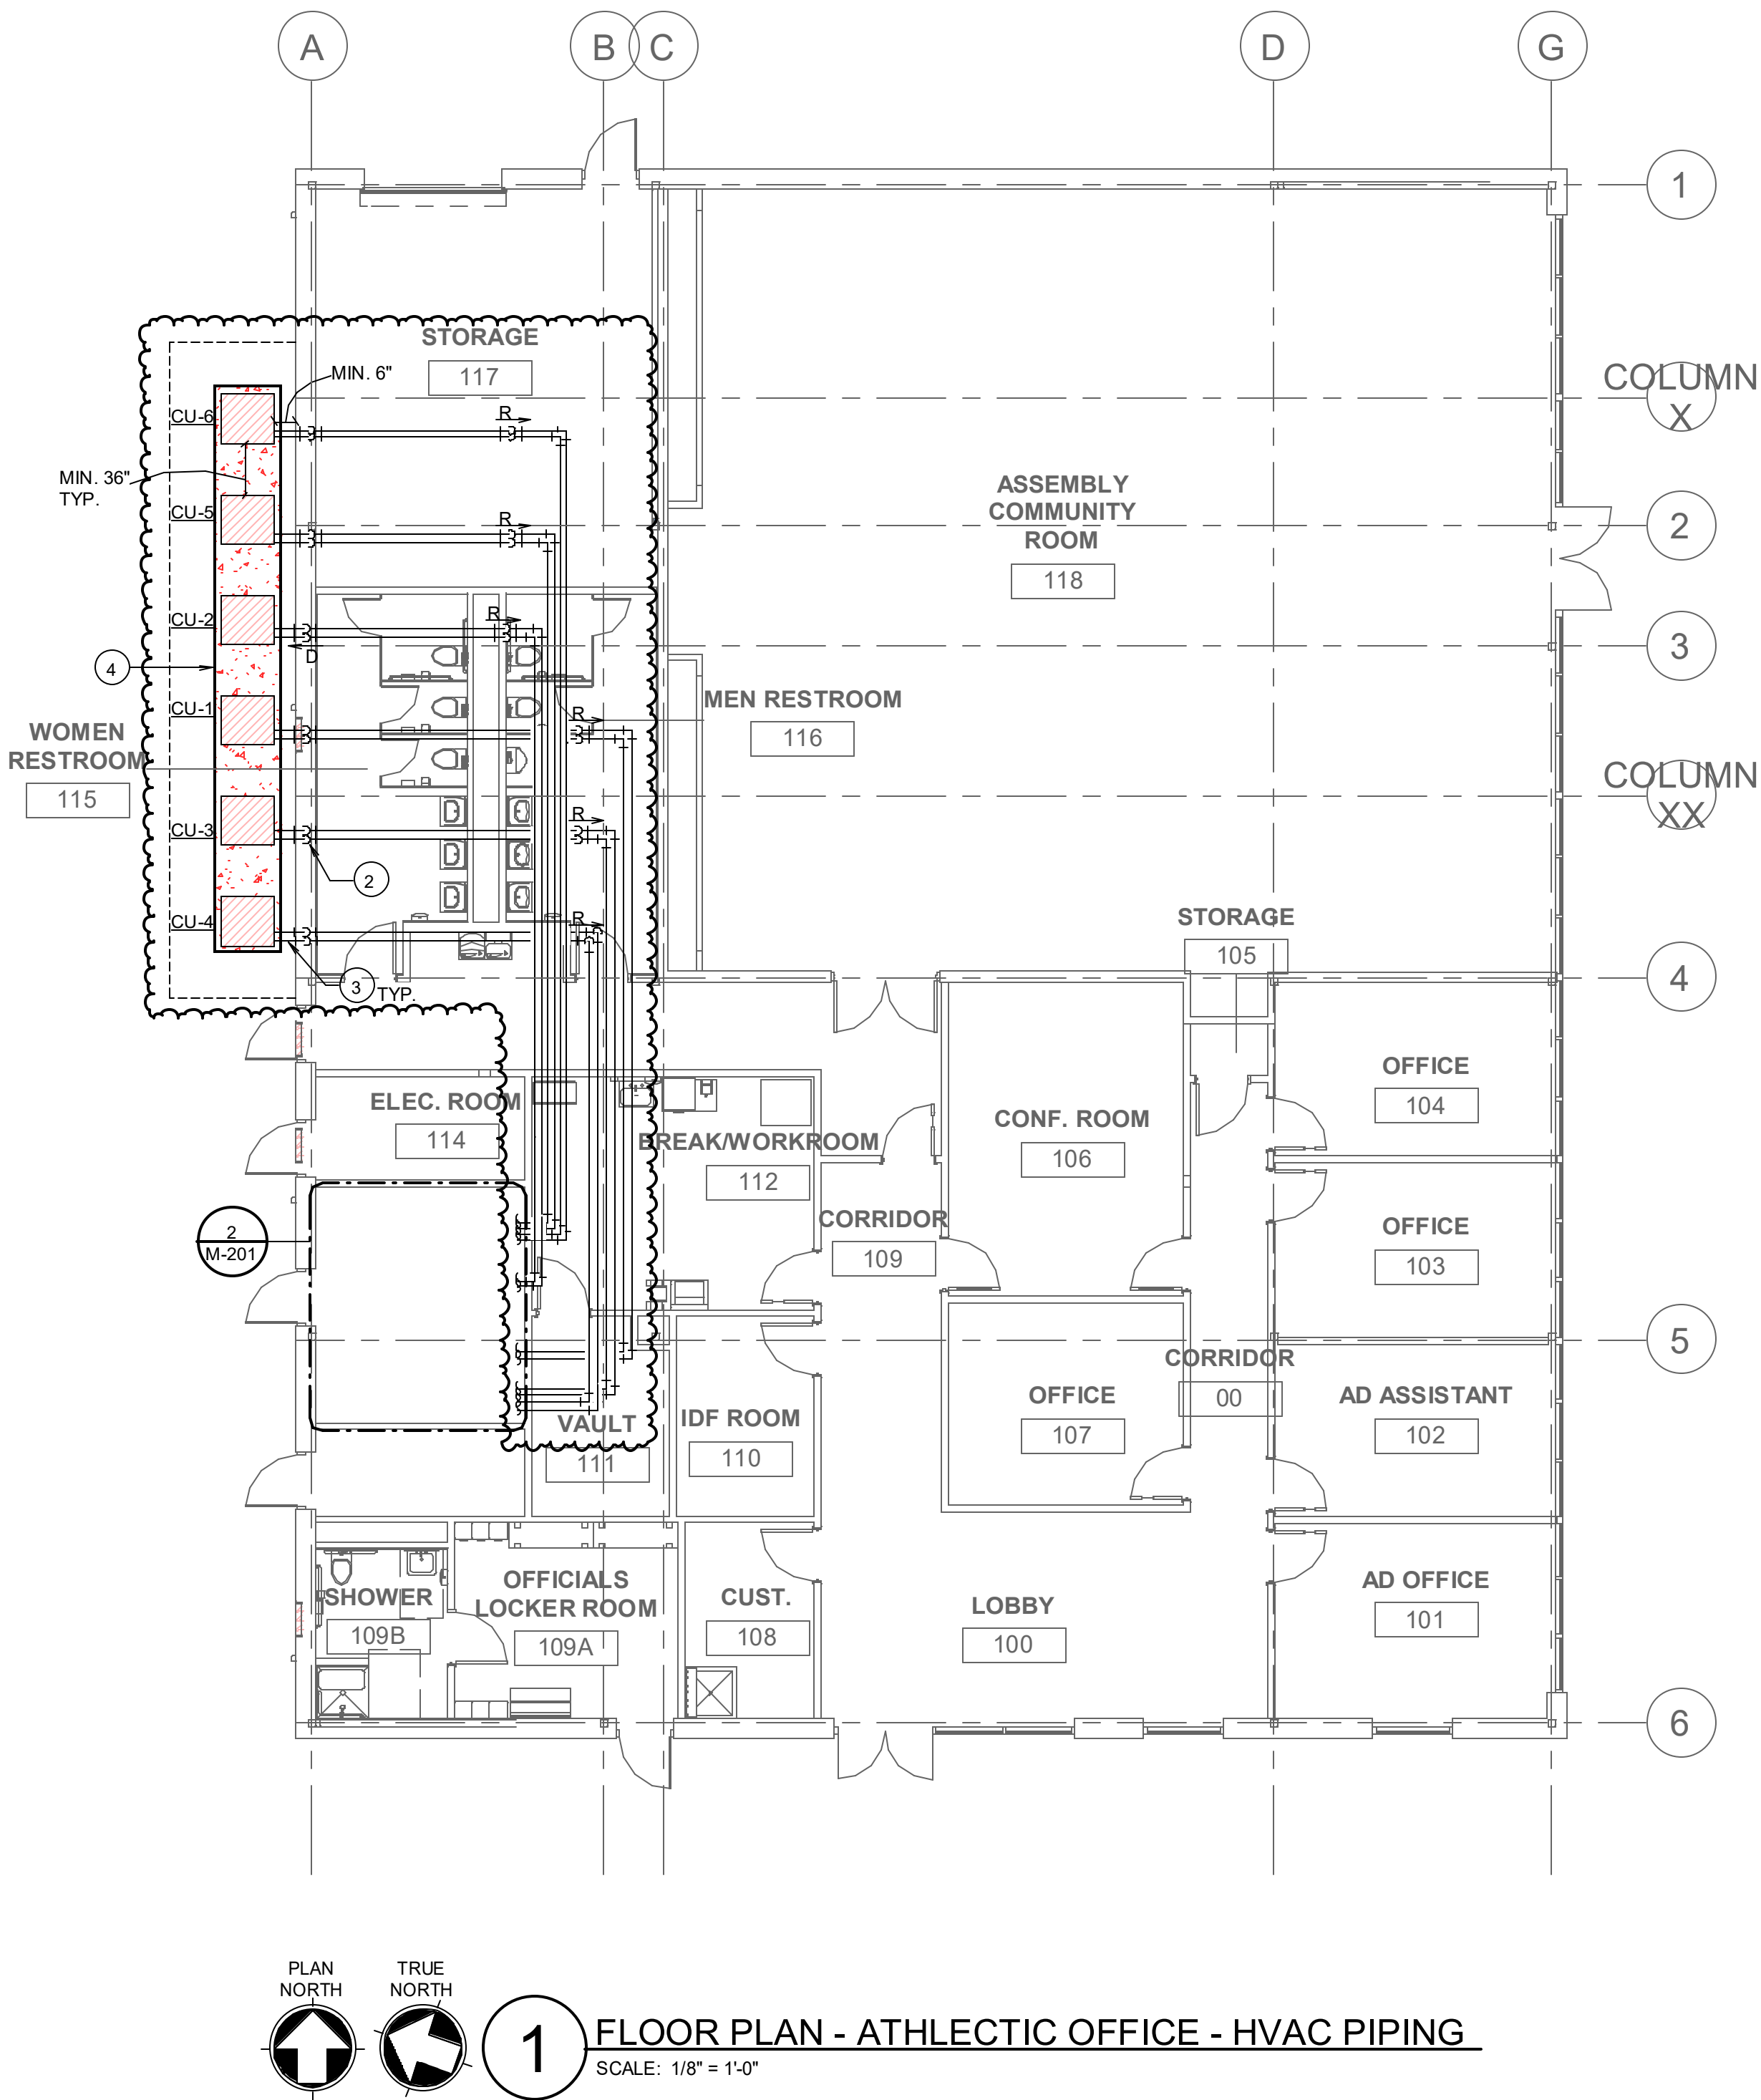 A
B
C
D
G
1
STORAGE
117
MIN. 6"
COLUMN
X
CU-6
R
MIN. 36"
TYP.
ASSEMBLY
COMMUNITY
ROOM
118
CU-5
R
2
CU-2
R
D
3
4
CU-1
R
MEN RESTROOM
116
WOMEN
RESTROOM
115
COLUMN
XX
CU-3
R
2
CU-4
R
STORAGE
105
3
TYP.
4
OFFICE
104
ELEC. ROOM
114
BREAK/WORKROOM
112
CONF. ROOM
106
2
M-201
CORRIDOR
109
OFFICE
103
5
CORRIDOR
00
VAULT
111
IDF ROOM
110
OFFICE
107
AD ASSISTANT
102
SHOWER
109B
OFFICIALS
LOCKER ROOM
109A
CUST.
108
LOBBY
100
AD OFFICE
101
6
PLAN
NORTH
TRUE
NORTH
1
FLOOR PLAN - ATHLECTIC OFFICE - HVAC PIPING
SCALE: 1/8" = 1'-0"